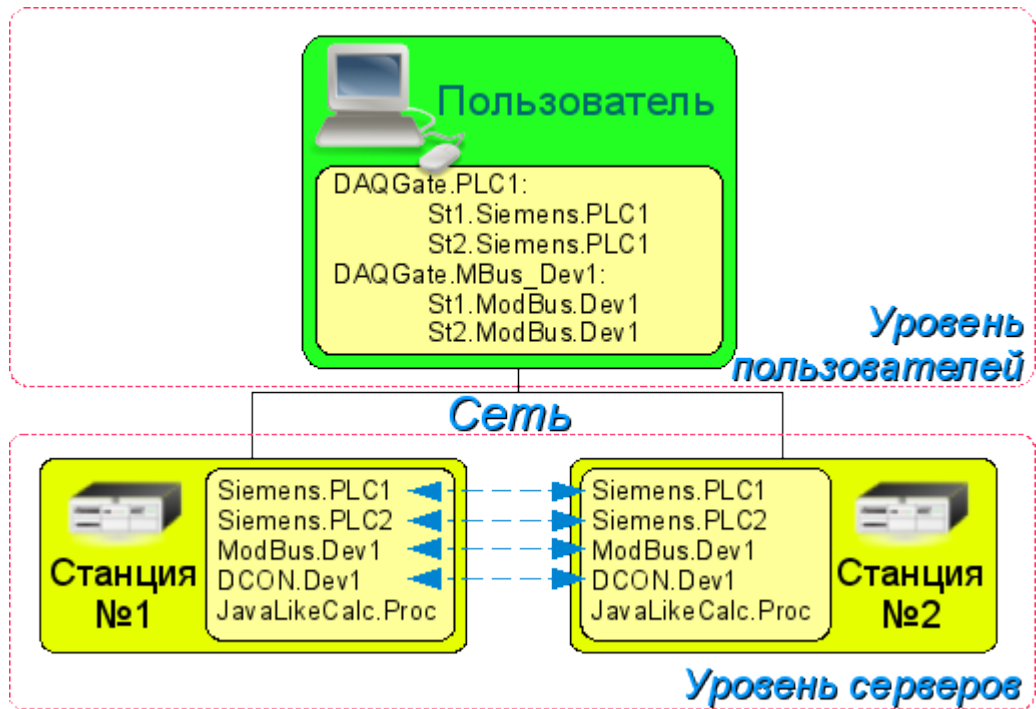 Пользователь
DAQGate.PLC1:
St1.Siemens.PLC1
St2.Siemens.PLC1
DAQGate.MBus_Dev1:
St1.ModBus.Dev1
St2.ModBus.Dev1
Уровень
пользователей
Сеть
Станция
№1
Siemens.PLC1
Siemens.PLC2
ModBus.Dev1
DCON.Dev1
JavaLikeCalc.Proc
Siemens.PLC1
Siemens.PLC2
ModBus.Dev1
DCON.Dev1
JavaLikeCalc.Proc
Станция
№2
Уровень серверов